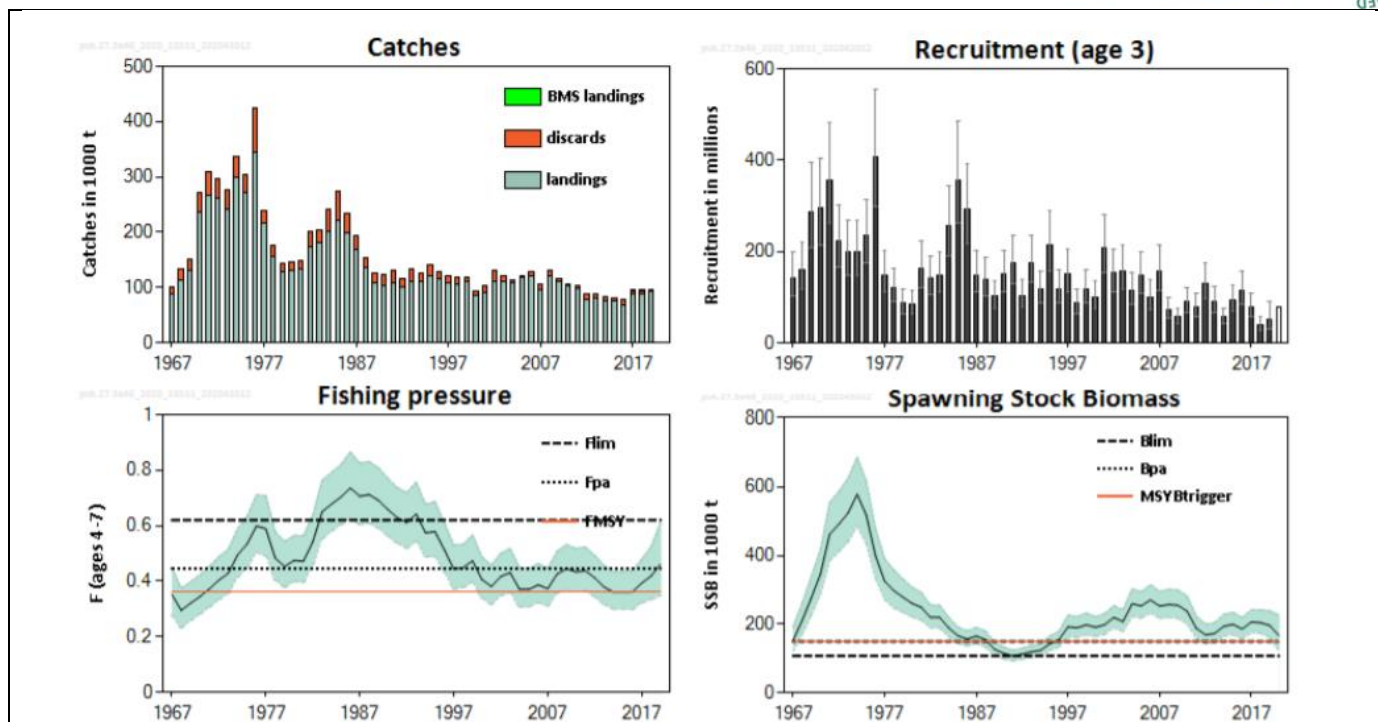 Catches
500
400
300
200
100
0
Catches in 1000 t
BMS landings
discards
landings
1967
1977
1987
1997
2007
2017
Recruitment (age 3)
600
400
200
0
Recruitment in millions
1967
1977
1987
1997
2007
2017
Fishing pressure
1
0.8
0.6
0.4
0.2
0
F (ages 4-7)
Flim
Fpa
FMSY
1967
1977
1987
1997
2007
2017
Spawning Stock Biomass
800
600
400
200
0
SSB in 1000 t
Blim
Bpa
MSYBtrigger
1967
1977
1987
1997
2007
2017